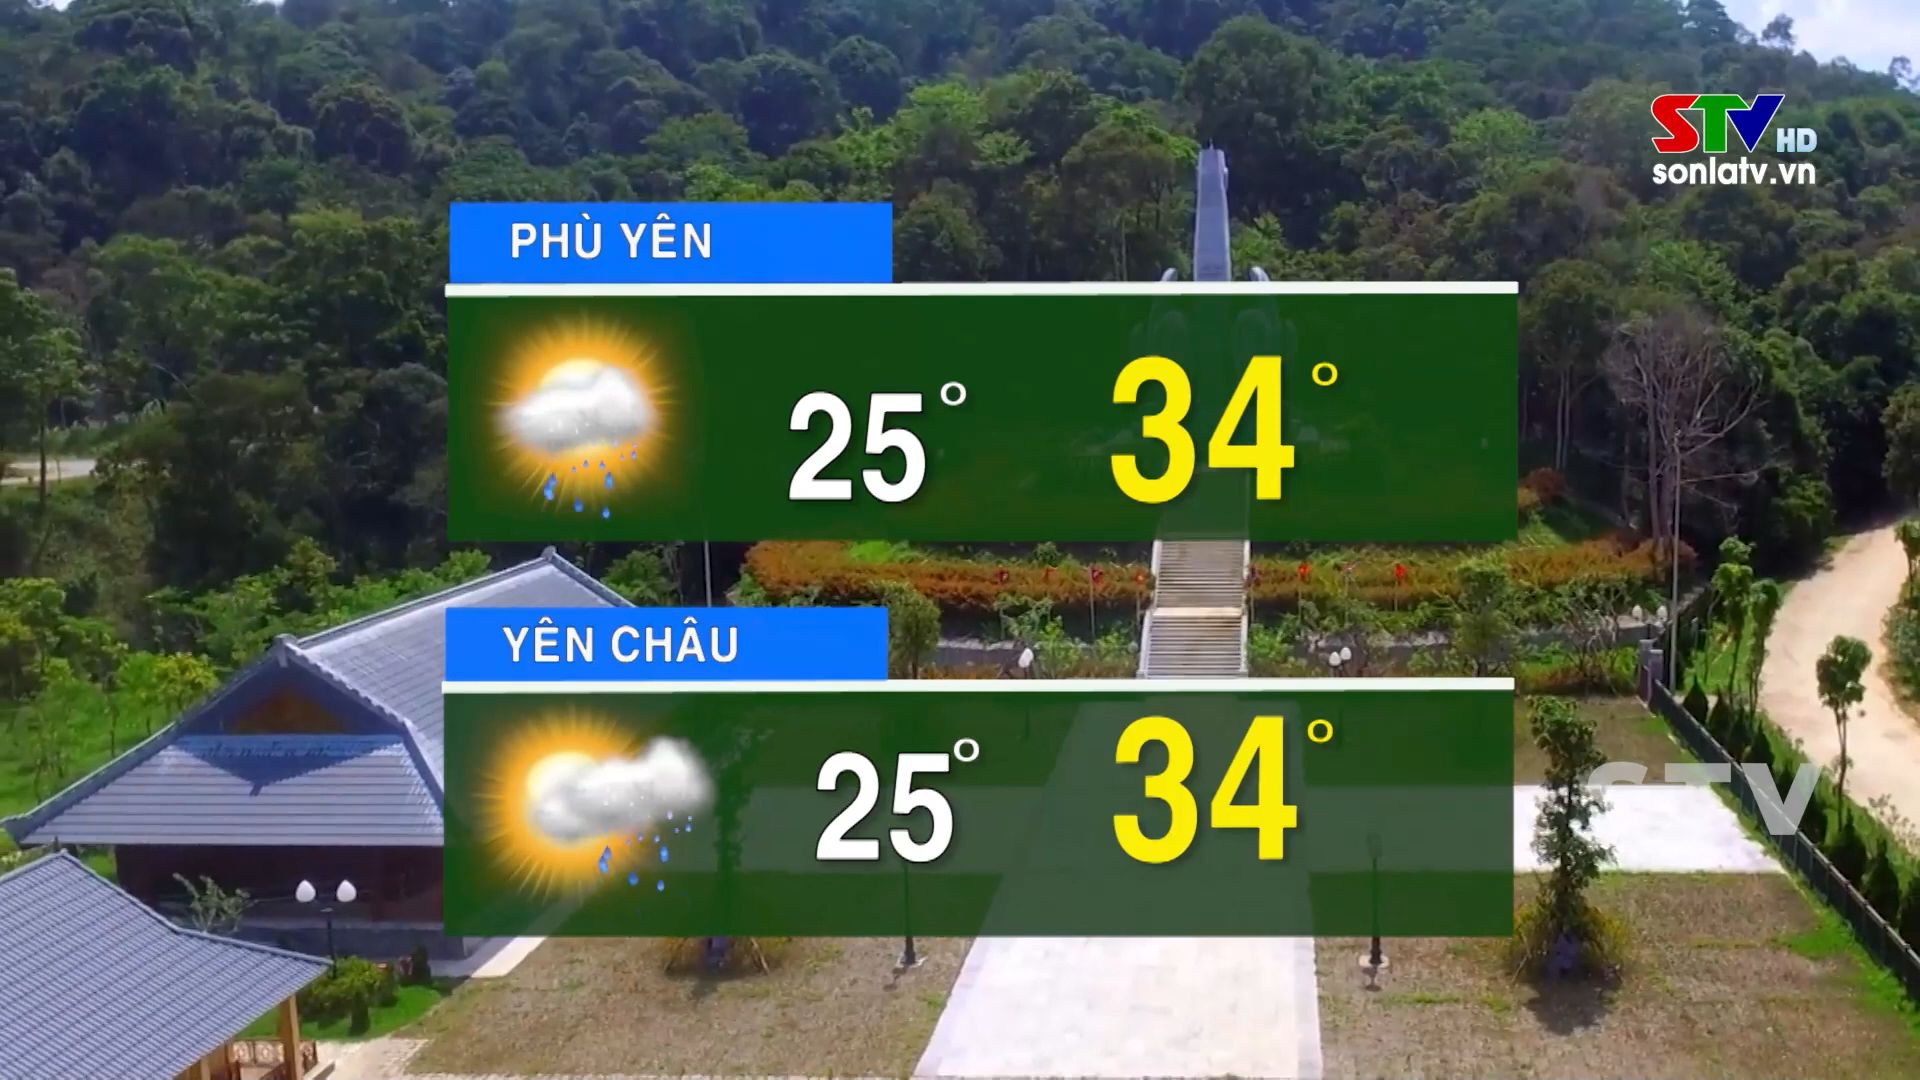 STV HD
sonlatv.vn
PHÙ YÊN
25° 34°
YÊN CHÂU
25° 34°
STV